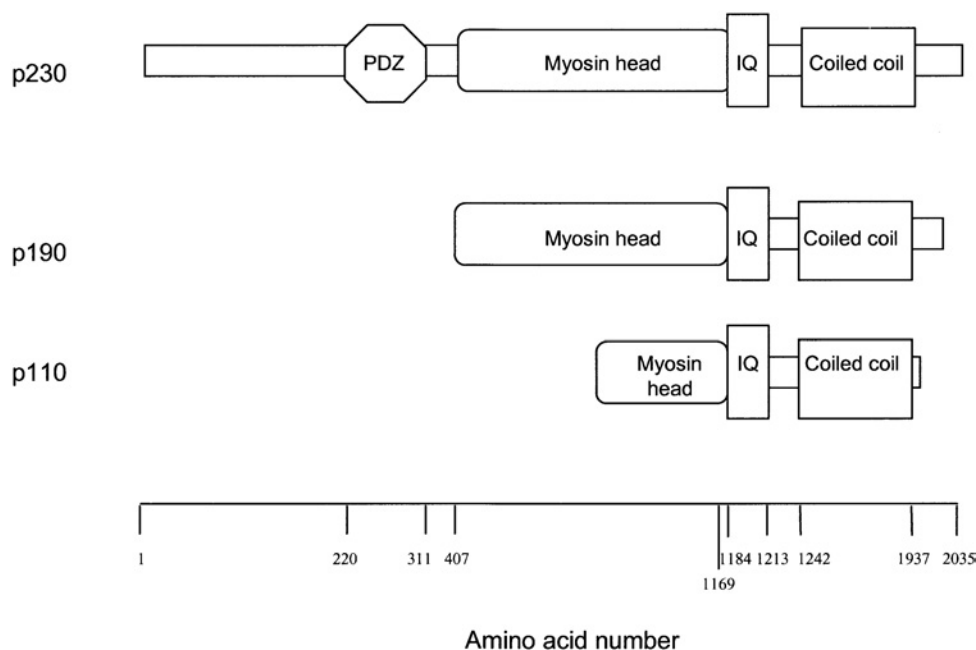 p230
PDZ
Myosin head
IQ
Coiled coil
p190
Myosin head
IQ
Coiled coil
p110
Myosin
head
IQ
Coiled coil
1
220
311
407
1169
1184
1213
1242
1937
2035
Amino acid number